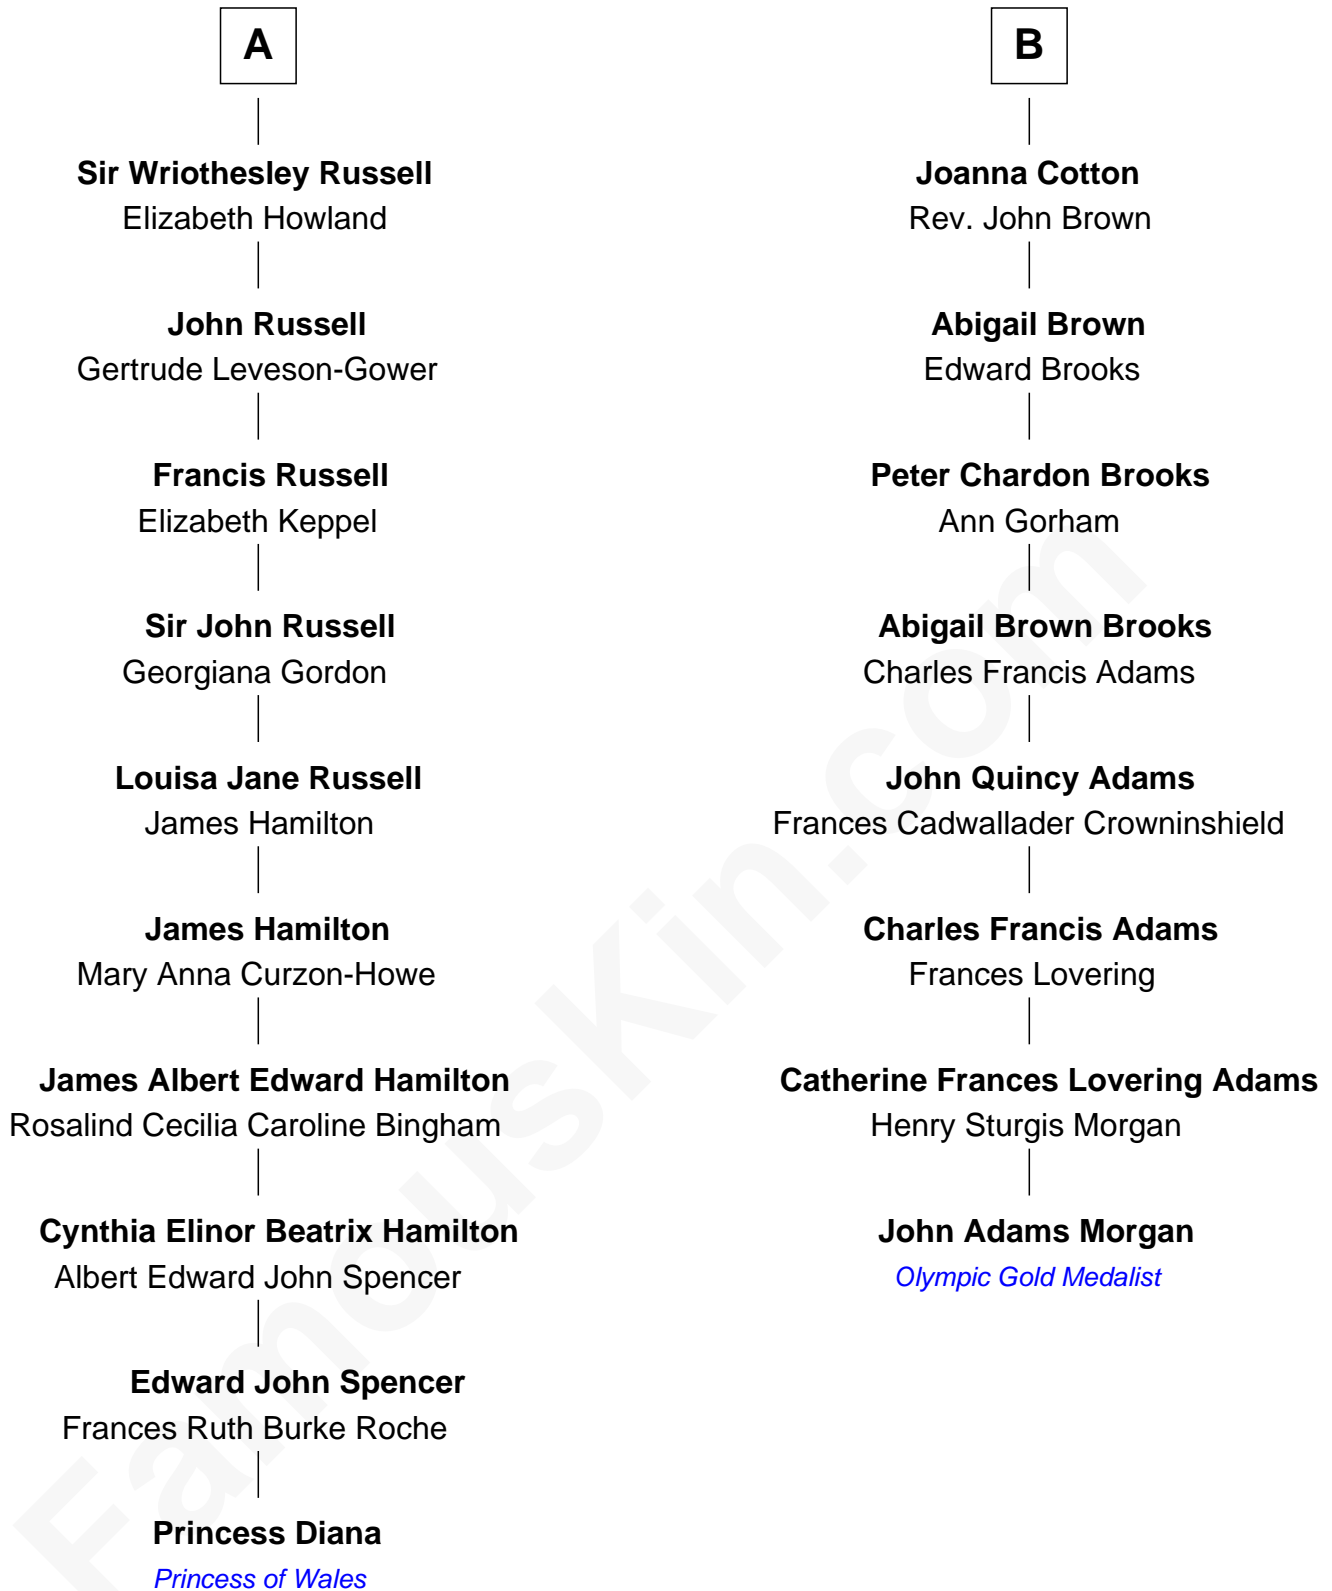 A
Sir Wriothesley Russell
Elizabeth Howland
John Russell
Gertrude Leveson-Gower
Francis Russell
Elizabeth Keppel
Sir John Russell
Georgiana Gordon
Louisa Jane Russell
James Hamilton
James Hamilton
Mary Anna Curzon-Howe
James Albert Edward Hamilton
Rosalind Cecilia Caroline Bingham
Cynthia Elinor Beatrix Hamilton
Albert Edward John Spencer
Edward John Spencer
Frances Ruth Burke Roche
Princess Diana
Princess of Wales
B
Joanna Cotton
Rev. John Brown
Abigail Brown
Edward Brooks
Peter Chardon Brooks
Ann Gorham
Abigail Brown Brooks
Charles Francis Adams
John Quincy Adams
Frances Cadwallader Crowninshield
Charles Francis Adams
Frances Lovering
Catherine Frances Lovering Adams
Henry Sturgis Morgan
John Adams Morgan
Olympic Gold Medalist
FamousKin.com